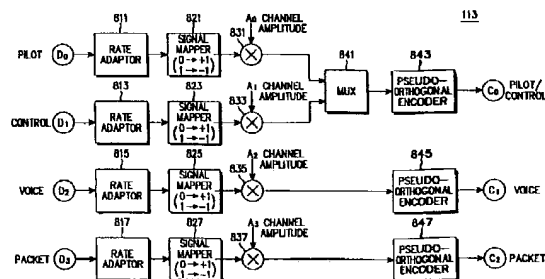 113
811
821
A₀ CHANNEL
AMPLITUDE
831
PILOT
D₀
RATE
ADAPTOR
SIGNAL
MAPPER
(0→+1
1→-1)
841
843
813
823
A₁ CHANNEL
AMPLITUDE
833
MUX
PSEUDO-
ORTHOGONAL
ENCODER
C₀
PILOT/
CONTROL
CONTROL
D₁
RATE
ADAPTOR
SIGNAL
MAPPER
(0→+1
1→-1)
815
825
A₂ CHANNEL
AMPLITUDE
835
845
VOICE
D₂
RATE
ADAPTOR
SIGNAL
MAPPER
(0→+1
1→-1)
PSEUDO-
ORTHOGONAL
ENCODER
C₁
VOICE
817
827
A₃ CHANNEL
AMPLITUDE
837
847
PACKET
D₃
RATE
ADAPTOR
SIGNAL
MAPPER
(0→+1
1→-1)
PSEUDO-
ORTHOGONAL
ENCODER
C₂
PACKET